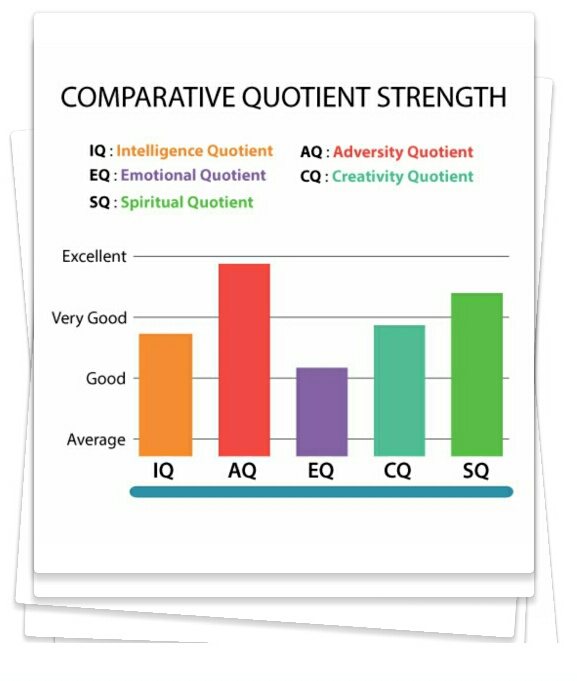 COMPARATIVE QUOTIENT STRENGTH
IQ : Intelligence Quotient
AQ : Adversity Quotient
EQ : Emotional Quotient
CQ : Creativity Quotient
SQ : Spiritual Quotient
Excellent
Very Good
Good
Average
IQ AQ EQ CQ SQ